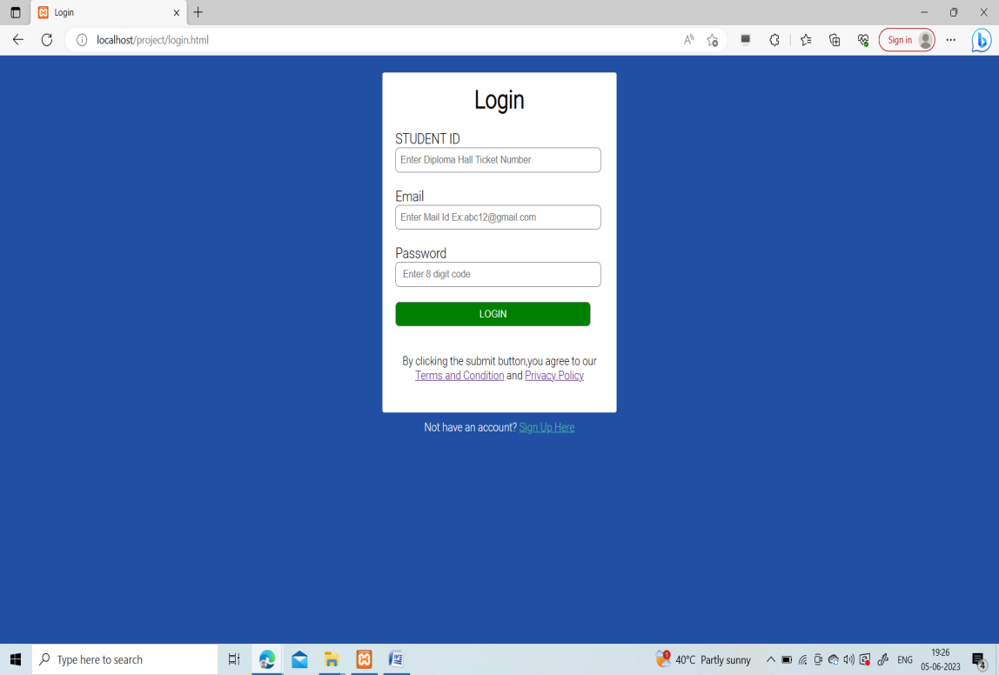 Login
localhost/project/login.html
Sign in
Login
STUDENT ID
Enter Diploma Hall Ticket Number
Email
Enter Mail Id Ex:abc12@gmail.com
Password
Enter 8 digit code
LOGIN
By clicking the submit button,you agree to our
Terms and Condition and Privacy Policy
Not have an account? Sign Up Here
Type here to search
40°C Partly sunny
ENG
19:26
05-06-2023
4